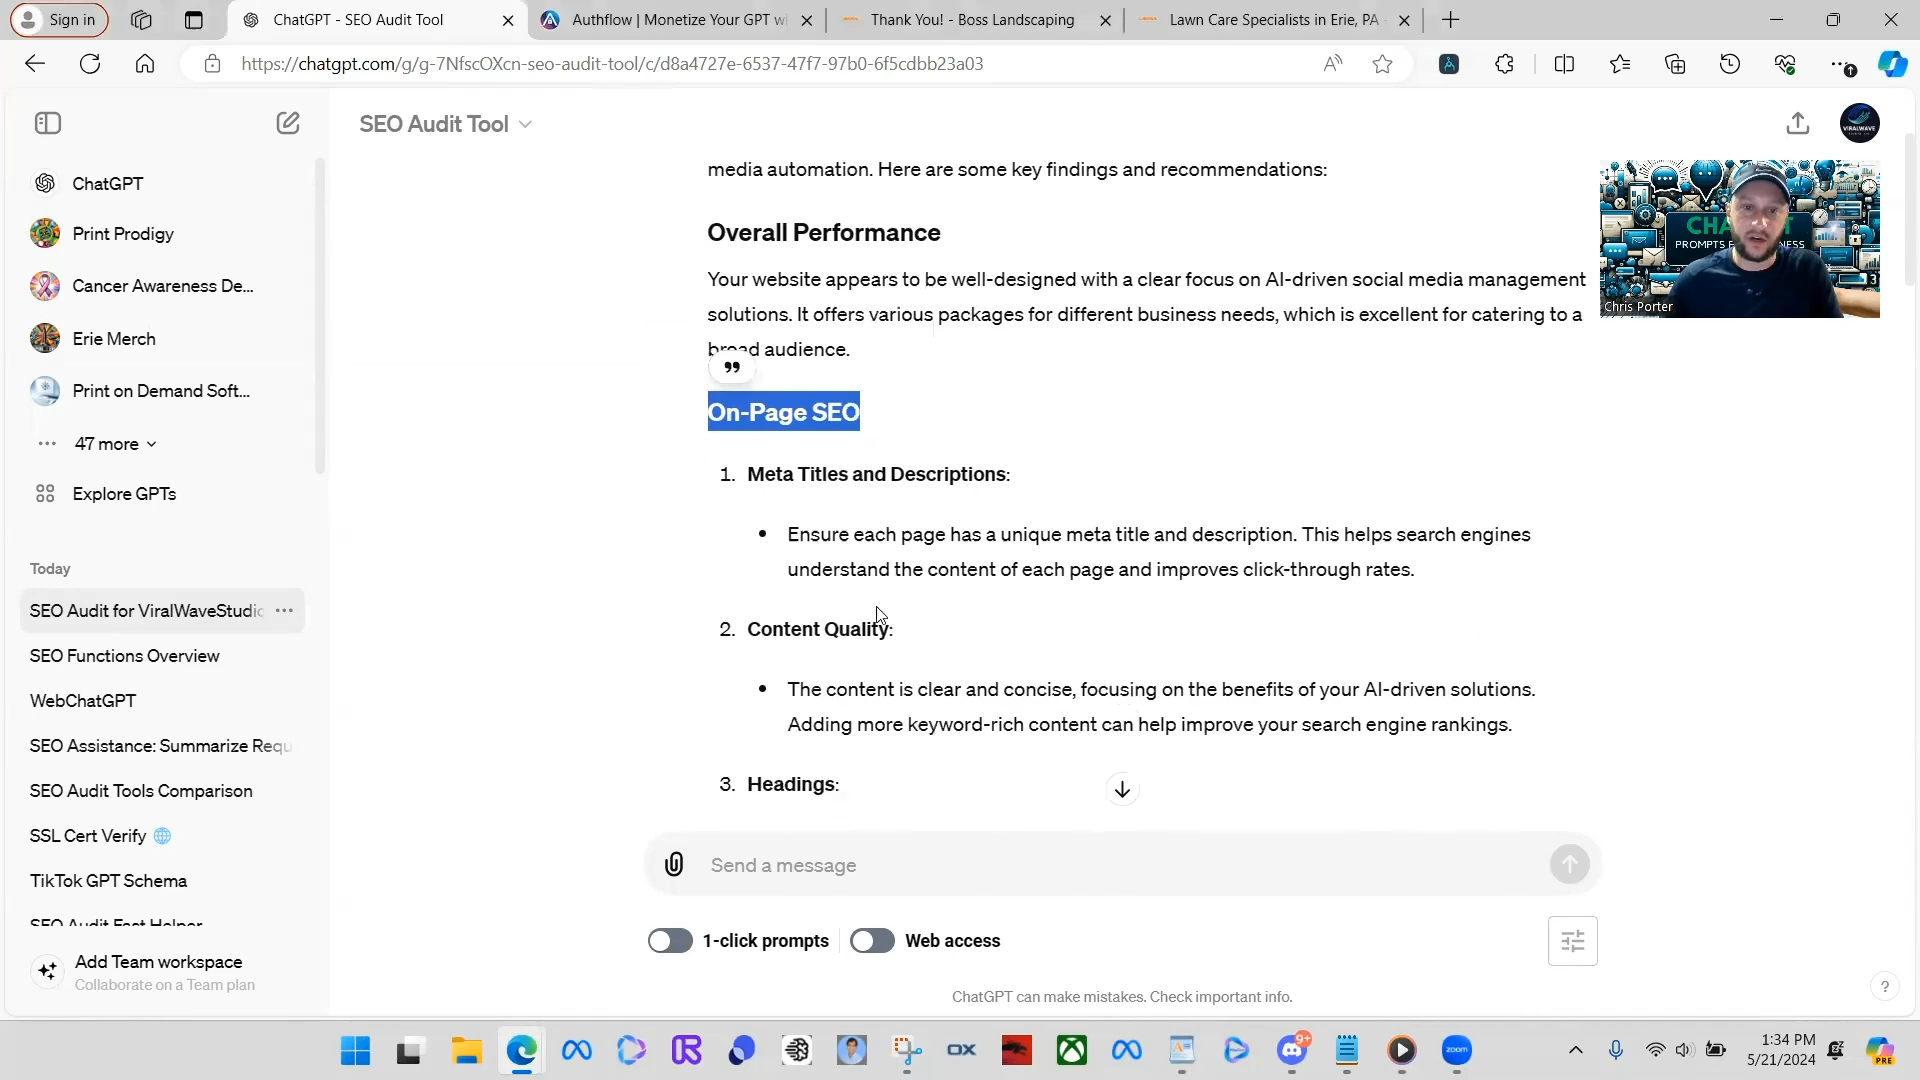 Sign in
ChatGPT - SEO Audit Tool
Authflow | Monetize Your GPT wi
Thank You! - Boss Landscaping
Lawn Care Specialists in Erie, PA -
https://chatgpt.com/g/g-7NfscOXcn-seo-audit-tool/c/d8a4727e-6537-47f7-97b0-6f5cdbb23a03
SEO Audit Tool
VIRALWAVE
ChatGPT
Print Prodigy
Cancer Awareness De...
Erie Merch
Print on Demand Soft...
47 more
Explore GPTs
Today
SEO Audit for ViralWaveStudio
SEO Functions Overview
WebChatGPT
SEO Assistance: Summarize Requ
SEO Audit Tools Comparison
SSL Cert Verify
TikTok GPT Schema
SEO Audit Fast Helper
Add Team workspace
Collaborate on a Team plan
media automation. Here are some key findings and recommendations:
Overall Performance
Your website appears to be well-designed with a clear focus on AI-driven social media management
solutions. It offers various packages for different business needs, which is excellent for catering to a
broad audience.
On-Page SEO
1. Meta Titles and Descriptions:
• Ensure each page has a unique meta title and description. This helps search engines
understand the content of each page and improves click-through rates.
2. Content Quality:
• The content is clear and concise, focusing on the benefits of your AI-driven solutions.
Adding more keyword-rich content can help improve your search engine rankings.
3. Headings:
Send a message
1-click prompts
Web access
ChatGPT can make mistakes. Check important info.
?
Chris Porter
OX
zoom
9+
1:34 PM
5/21/2024
PRE